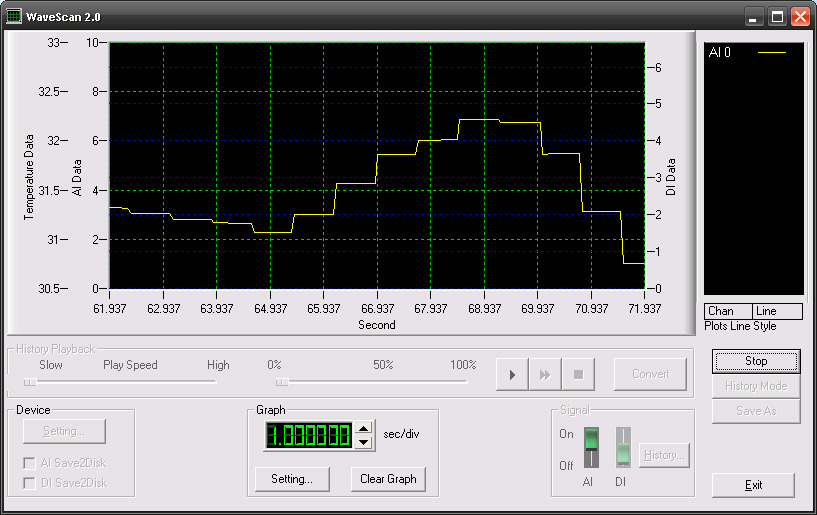 WaveScan 2.0
33 10
32.5 8 6
5
32 6 4
Temperature Data AI Data DI Data
3
31.5 4
2
31 2
1
30.5 0 0
61.937 62.937 63.937 64.937 65.937 66.937 67.937 68.937 69.937 70.937 71.937
Second
AI 0
Chan Line
Plots Line Style
History Playback
Slow Play Speed High 0% 50% 100%
Convert
Stop
History Mode
Save As
Exit
Device
Setting...
AI Save2Disk
DI Save2Disk
Graph
1.000000 sec/div
Setting... Clear Graph
Signal
On
Off
AI DI
History...